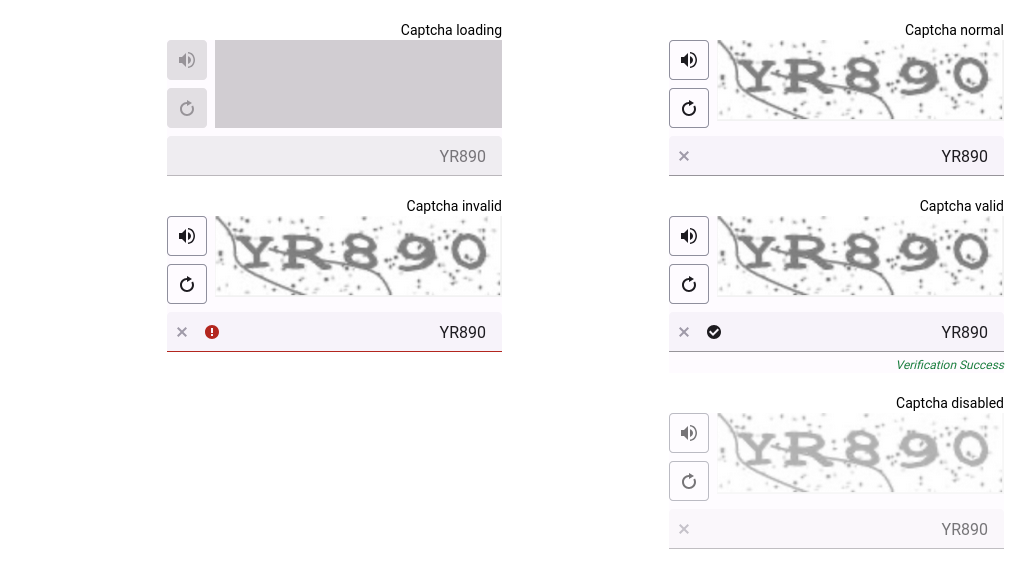 Captcha loading
YR890
Captcha normal
YR890
YR890
Captcha invalid
YR890
YR890
Captcha valid
YR890
YR890
Verification Success
Captcha disabled
YR890
YR890